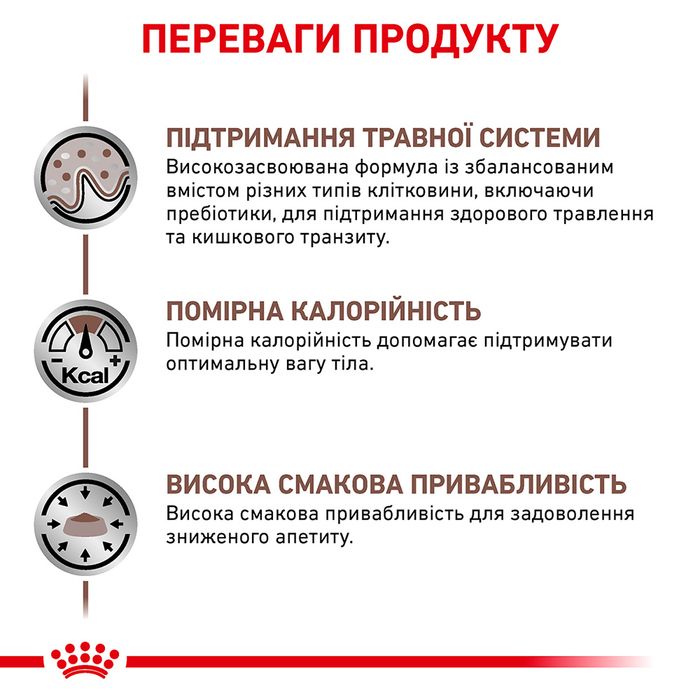 ПЕРЕВАГИ ПРОДУКТУ
ПІДТРИМАННЯ ТРАВНОЇ СИСТЕМИ
Високозасвоювана формула із збалансованим
вмістом різних типів клітковини, включаючи
пребіотики, для підтримання здорового травлення
та кишкового транзиту.
ПОМІРНА КАЛОРІЙНІСТЬ
Помірна калорійність допомагає підтримувати
оптимальну вагу тіла.
- +
Kcal
ВИСОКА СМАКОВА ПРИВАБЛИВІСТЬ
Висока смакова привабливість для задоволення
зниженого апетиту.